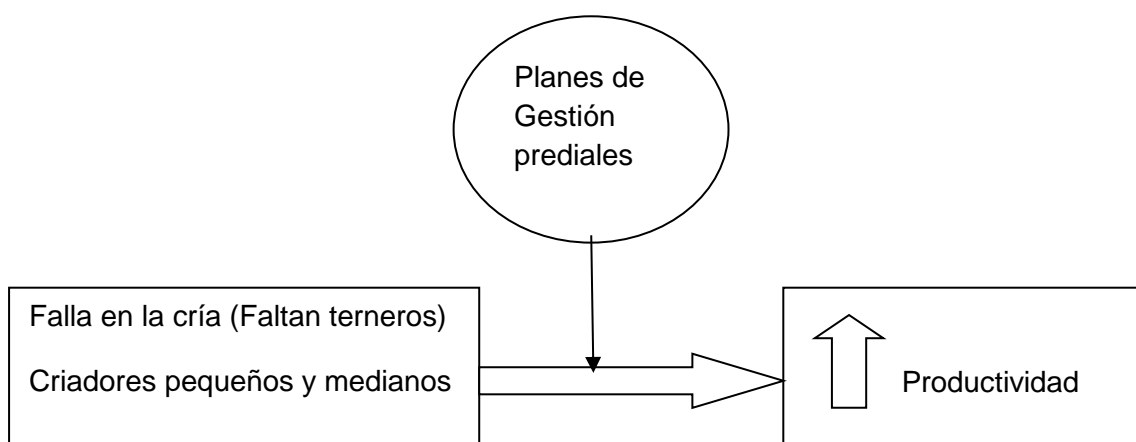 Planes de
Gestión
prediales
Falla en la cría (Faltan terneros)
Criadores pequeños y medianos
Productividad